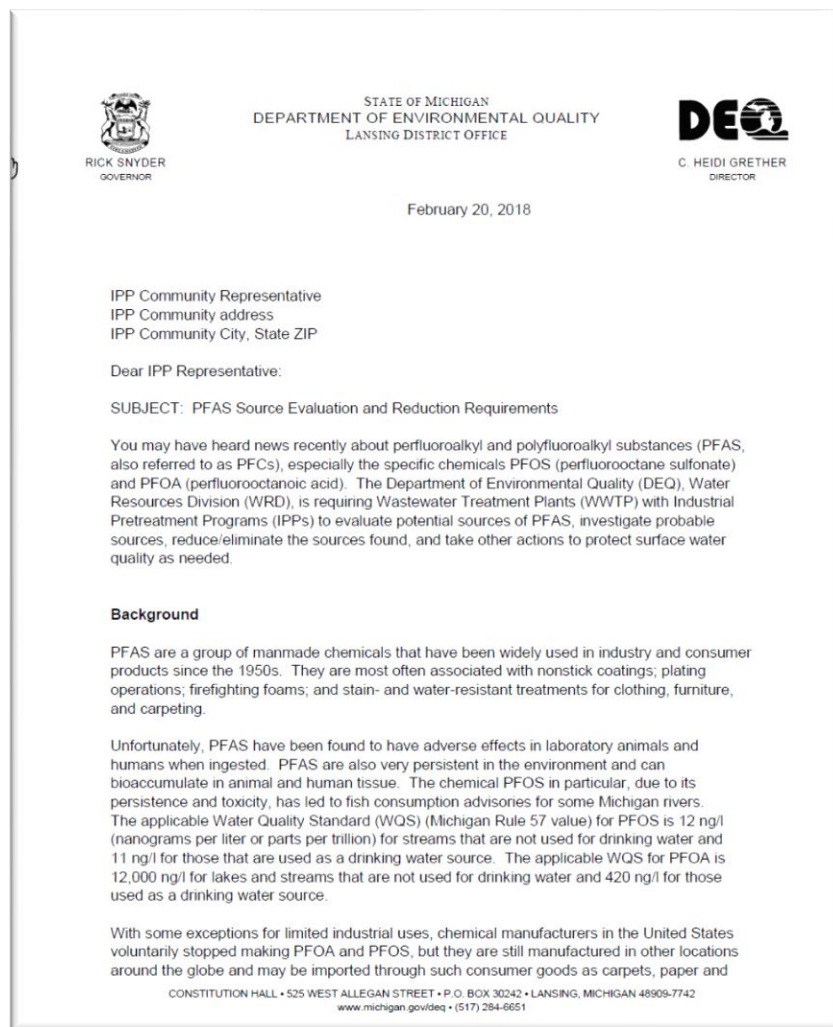 STATE OF MICHIGAN
DEPARTMENT OF ENVIRONMENTAL QUALITY
LANSING DISTRICT OFFICE
RICK SNYDER
GOVERNOR
DEQ
C. HEIDI GRETHER
DIRECTOR
February 20, 2018
IPP Community Representative
IPP Community address
IPP Community City, State ZIP
Dear IPP Representative:
SUBJECT: PFAS Source Evaluation and Reduction Requirements
You may have heard news recently about perfluoroalkyl and polyfluoroalkyl substances (PFAS,
also referred to as PFCs), especially the specific chemicals PFOS (perfluorooctane sulfonate)
and PFOA (perfluorooctanoic acid). The Department of Environmental Quality (DEQ), Water
Resources Division (WRD), is requiring Wastewater Treatment Plants (WWTP) with Industrial
Pretreatment Programs (IPPs) to evaluate potential sources of PFAS, investigate probable
sources, reduce/eliminate the sources found, and take other actions to protect surface water
quality as needed.
Background
PFAS are a group of manmade chemicals that have been widely used in industry and consumer
products since the 1950s. They are most often associated with nonstick coatings; plating
operations; firefighting foams; and stain- and water-resistant treatments for clothing, furniture,
and carpeting.
Unfortunately, PFAS have been found to have adverse effects in laboratory animals and
humans when ingested. PFAS are also very persistent in the environment and can
bioaccumulate in animal and human tissue. The chemical PFOS in particular, due to its
persistence and toxicity, has led to fish consumption advisories for some Michigan rivers.
The applicable Water Quality Standard (WQS) (Michigan Rule 57 value) for PFOS is 12 ng/l
(nanograms per liter or parts per trillion) for streams that are not used for drinking water and
11 ng/l for those that are used as a drinking water source. The applicable WQS for PFOA is
12,000 ng/l for lakes and streams that are not used for drinking water and 420 ng/l for those
used as a drinking water source.
With some exceptions for limited industrial uses, chemical manufacturers in the United States
voluntarily stopped making PFOA and PFOS, but they are still manufactured in other locations
around the globe and may be imported through such consumer goods as carpets, paper and
CONSTITUTION HALL • 525 WEST ALLEGAN STREET • P.O. BOX 30242 • LANSING, MICHIGAN 48909-7742
www.michigan.gov/deq • (517) 284-6651